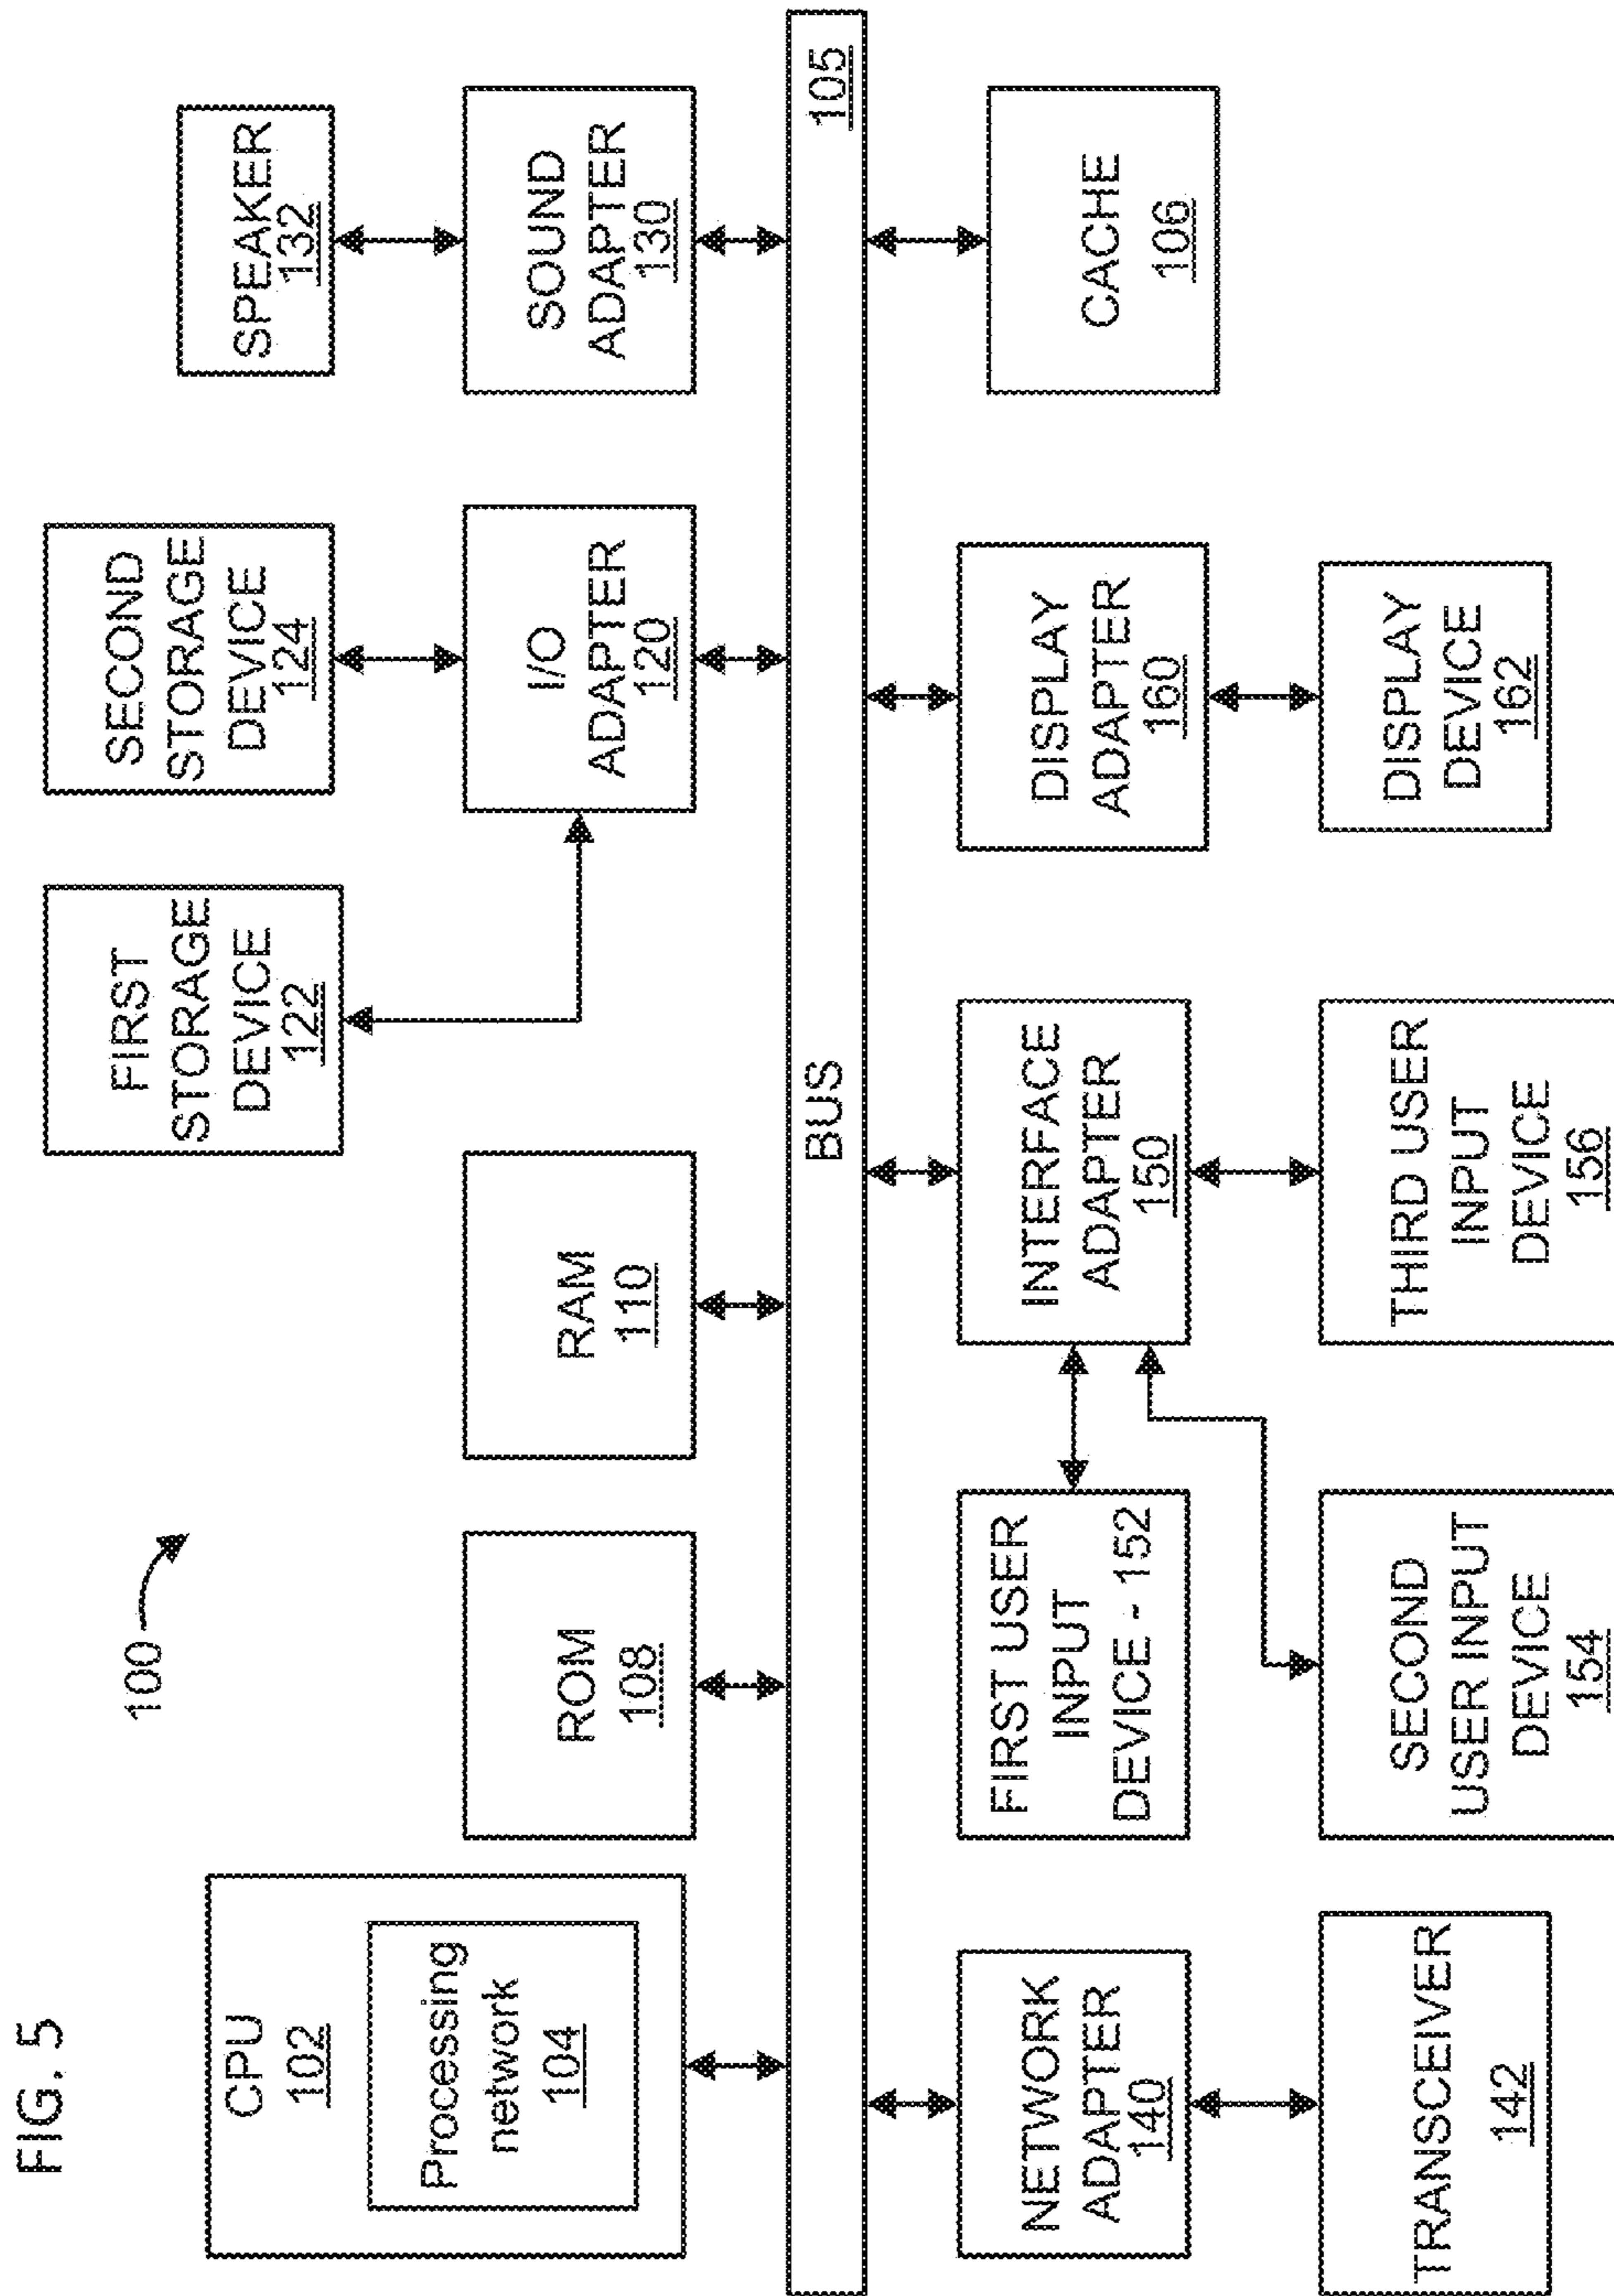 FIG. 5
100
CPU
102
Processing
network
104
ROM
108
RAM
110
FIRST
STORAGE
DEVICE
122
SECOND
STORAGE
DEVICE
124
I/O
ADAPTER
120
SPEAKER
132
SOUND
ADAPTER
130
BUS
105
NETWORK
ADAPTER
140
TRANSCEIVER
142
FIRST USER
INPUT
DEVICE - 152
SECOND
USER INPUT
DEVICE
154
INTERFACE
ADAPTER
150
THIRD USER
INPUT
DEVICE
156
DISPLAY
ADAPTER
160
DISPLAY
DEVICE
162
CACHE
106